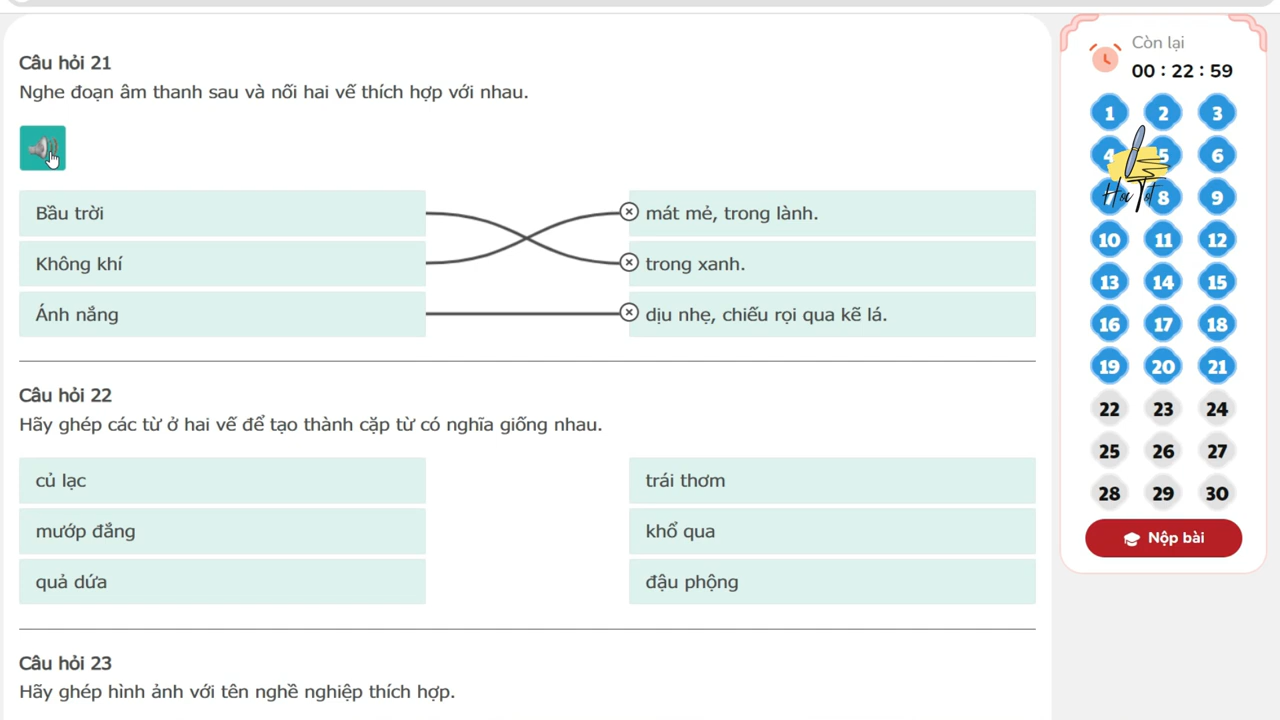 Câu hỏi 21
Nghe đoạn âm thanh sau và nối hai vế thích hợp với nhau.
Bầu trời
mát mẻ, trong lành.
Không khí
trong xanh.
Ánh nắng
dịu nhẹ, chiếu rọi qua kẽ lá.
Câu hỏi 22
Hãy ghép các từ ở hai vế để tạo thành cặp từ có nghĩa giống nhau.
củ lạc
trái thơm
mướp đắng
khổ qua
quả dứa
đậu phộng
Câu hỏi 23
Hãy ghép hình ảnh với tên nghề nghiệp thích hợp.
Còn lại
00 : 22 : 59
1 2 3
4 5 6
8 9
Học Tốt
10 11 12
13 14 15
16 17 18
19 20 21
22 23 24
25 26 27
28 29 30
Nộp bài